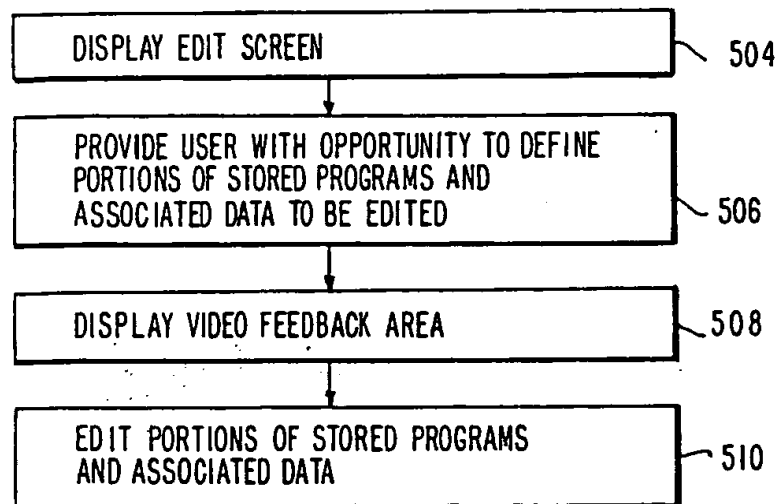 DISPLAY EDIT SCREEN
504
PROVIDE USER WITH OPPORTUNITY TO DEFINE
PORTIONS OF STORED PROGRAMS AND
ASSOCIATED DATA TO BE EDITED
506
DISPLAY VIDEO FEEDBACK AREA
508
EDIT PORTIONS OF STORED PROGRAMS
AND ASSOCIATED DATA
510